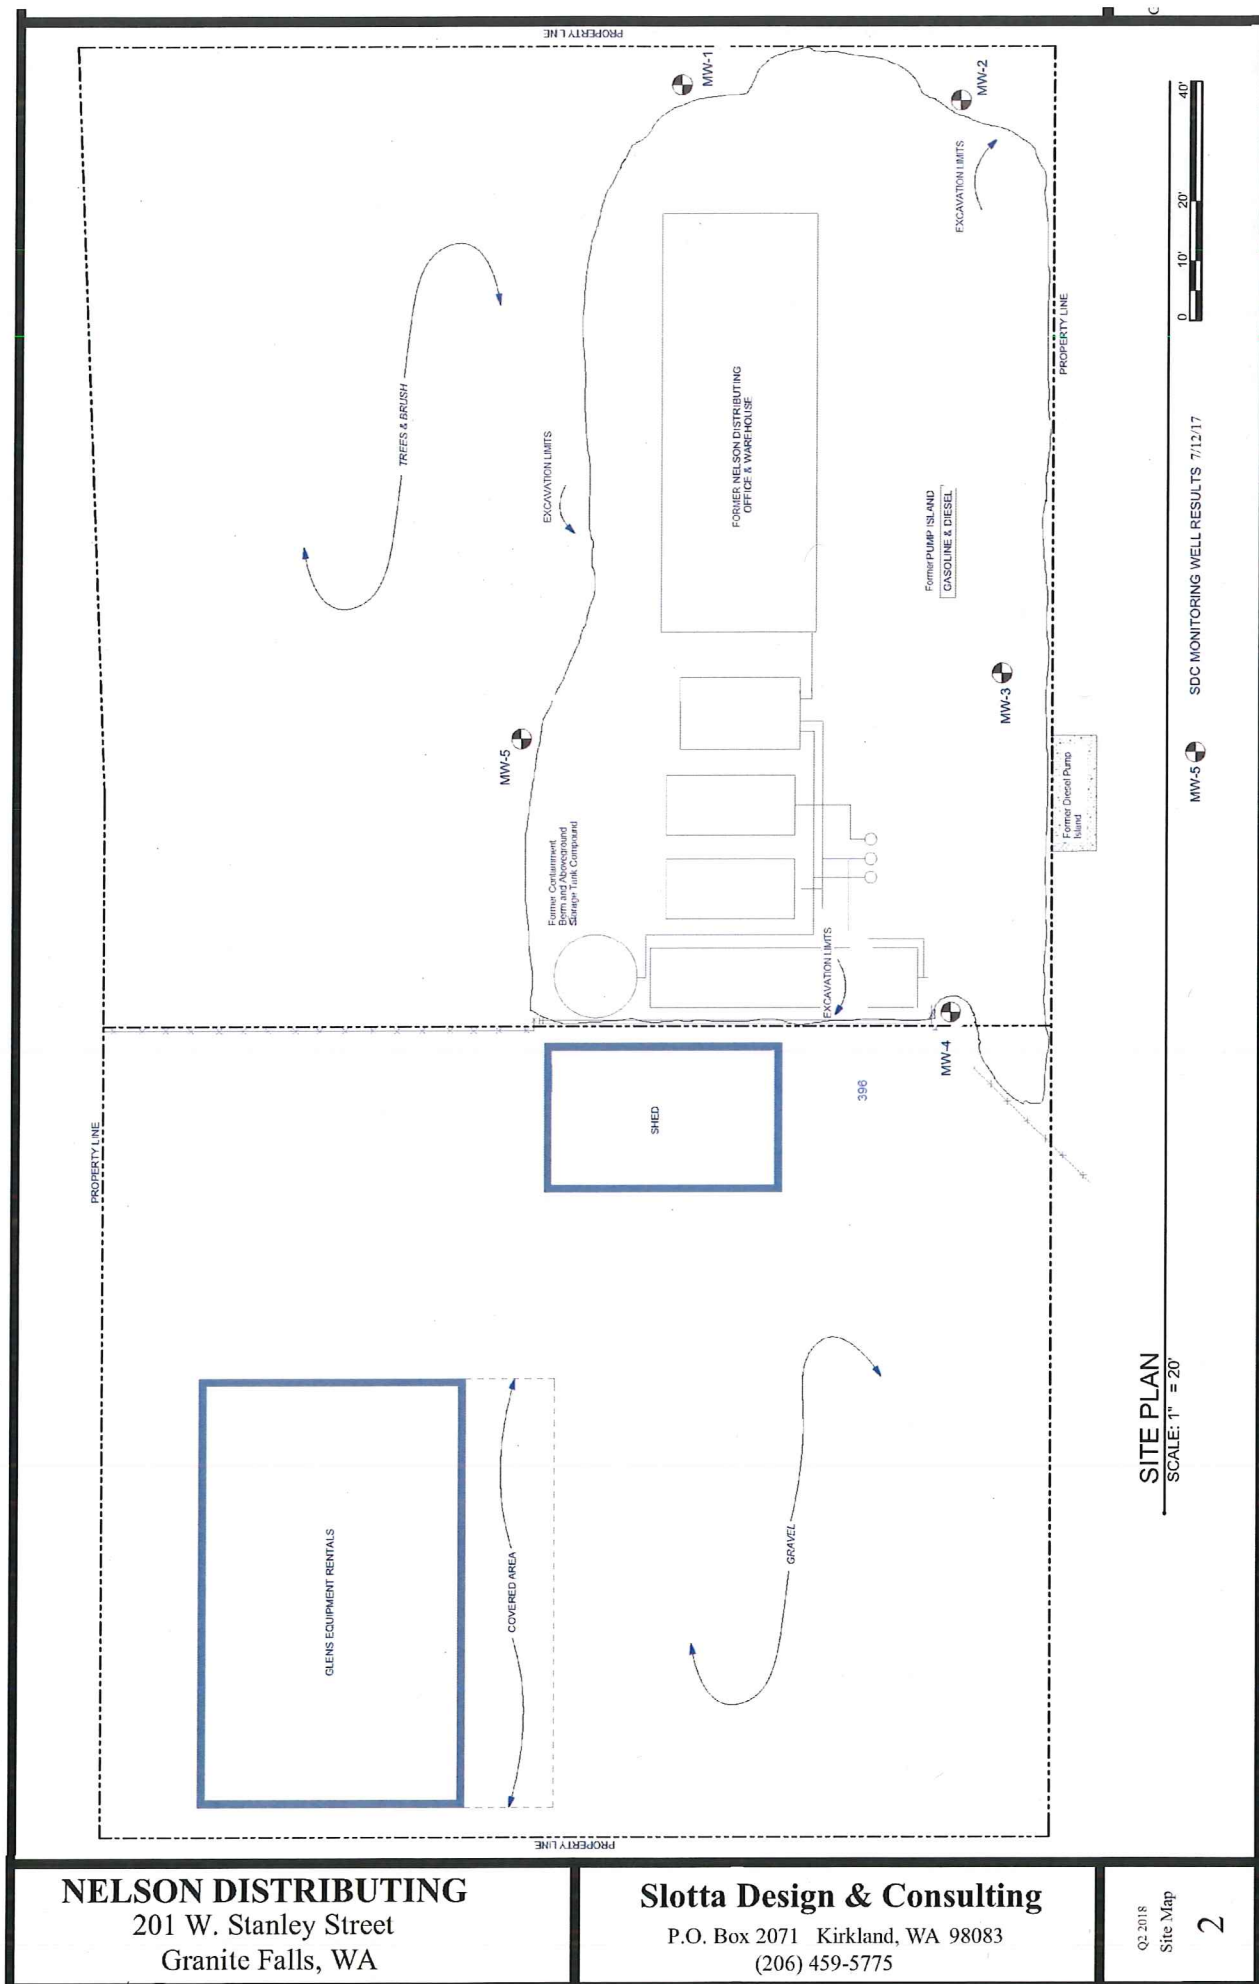 PROPERTY LINE
MW-1
MW-2
EXCAVATION LIMITS
TREES & BRUSH
EXCAVATION LIMITS
FORMER NELSON DISTRIBUTING
OFFICE & WAREHOUSE
Former PUMP ISLAND
GASOLINE & DIESEL
PROPERTY LINE
MW-5
MW-3
Former Containment
Berm and Aboveground
Storage Tank Compound
Former Diesel Pump
Island
EXCAVATION LIMITS
MW-4
396
SHED
PROPERTY LINE
GLENS EQUIPMENT RENTALS
COVERED AREA
GRAVEL
PROPERTY LINE
0 10' 20' 40'
MW-5 SDC MONITORING WELL RESULTS 7/12/17
SITE PLAN
SCALE: 1" = 20'
NELSON DISTRIBUTING
201 W. Stanley Street
Granite Falls, WA
Slotta Design & Consulting
P.O. Box 2071 Kirkland, WA 98083
(206) 459-5775
Q2 2018
Site Map
2